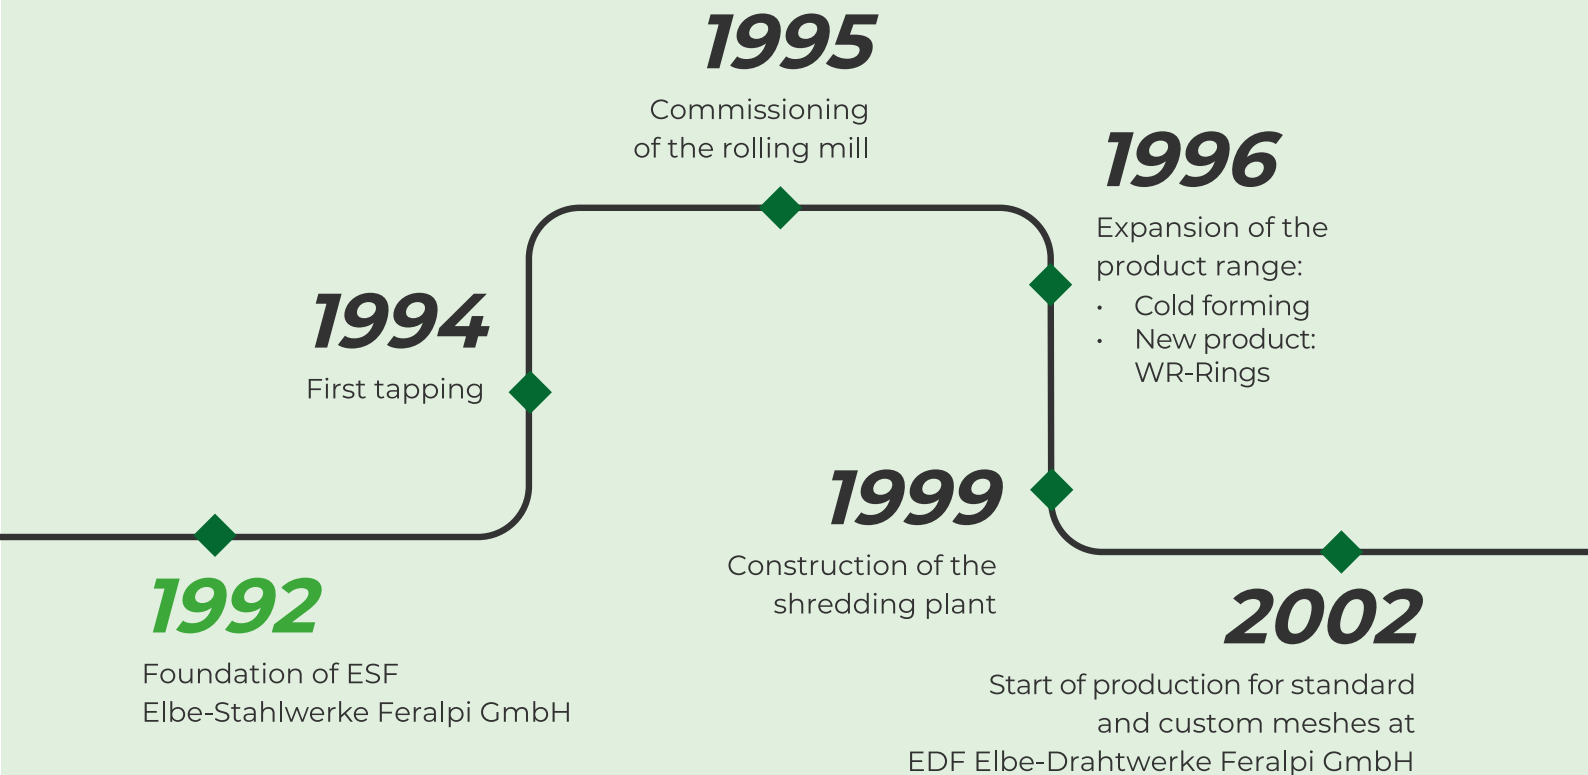 1992
Foundation of ESF
Elbe-Stahlwerke Feralpi GmbH
1994
First tapping
1995
Commissioning
of the rolling mill
1996
Expansion of the
product range:
• Cold forming
• New product:
WR-Rings
1999
Construction of the
shredding plant
2002
Start of production for standard
and custom meshes at
EDF Elbe-Drahtwerke Feralpi GmbH